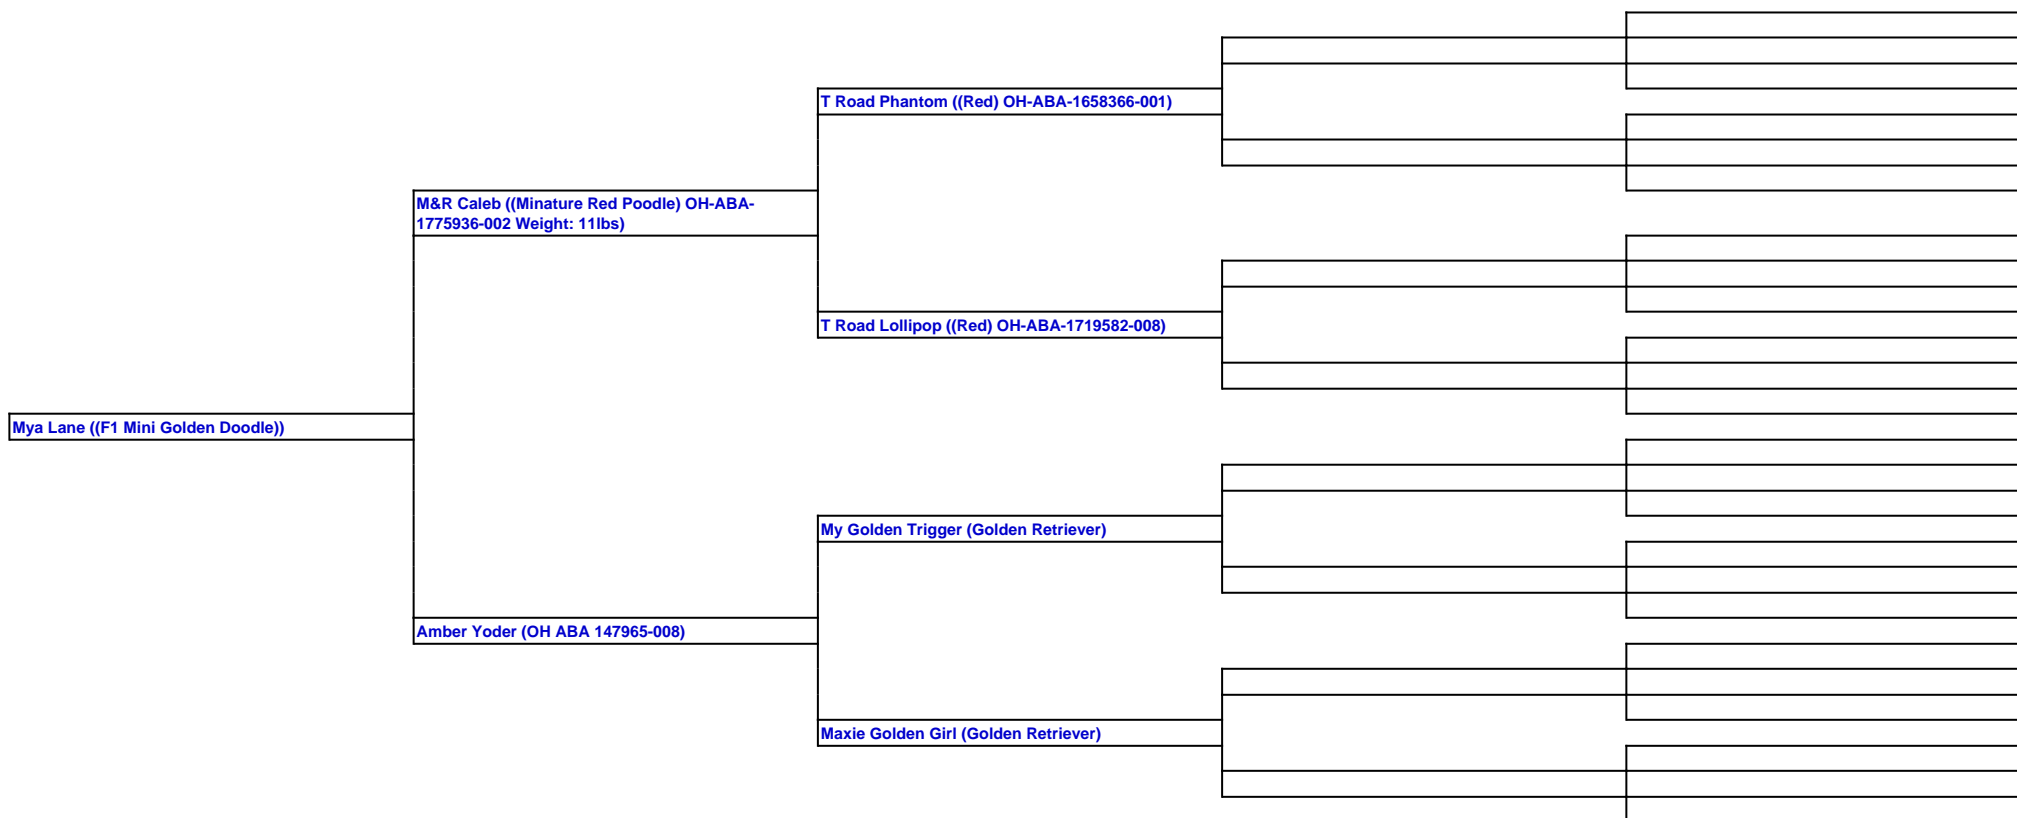 T Road Phantom ((Red) OH-ABA-1658366-001)
M&R Caleb ((Minature Red Poodle) OH-ABA-
1775936-002 Weight: 11lbs)
T Road Lollipop ((Red) OH-ABA-1719582-008)
Mya Lane ((F1 Mini Golden Doodle))
My Golden Trigger (Golden Retriever)
Amber Yoder (OH ABA 147965-008)
Maxie Golden Girl (Golden Retriever)